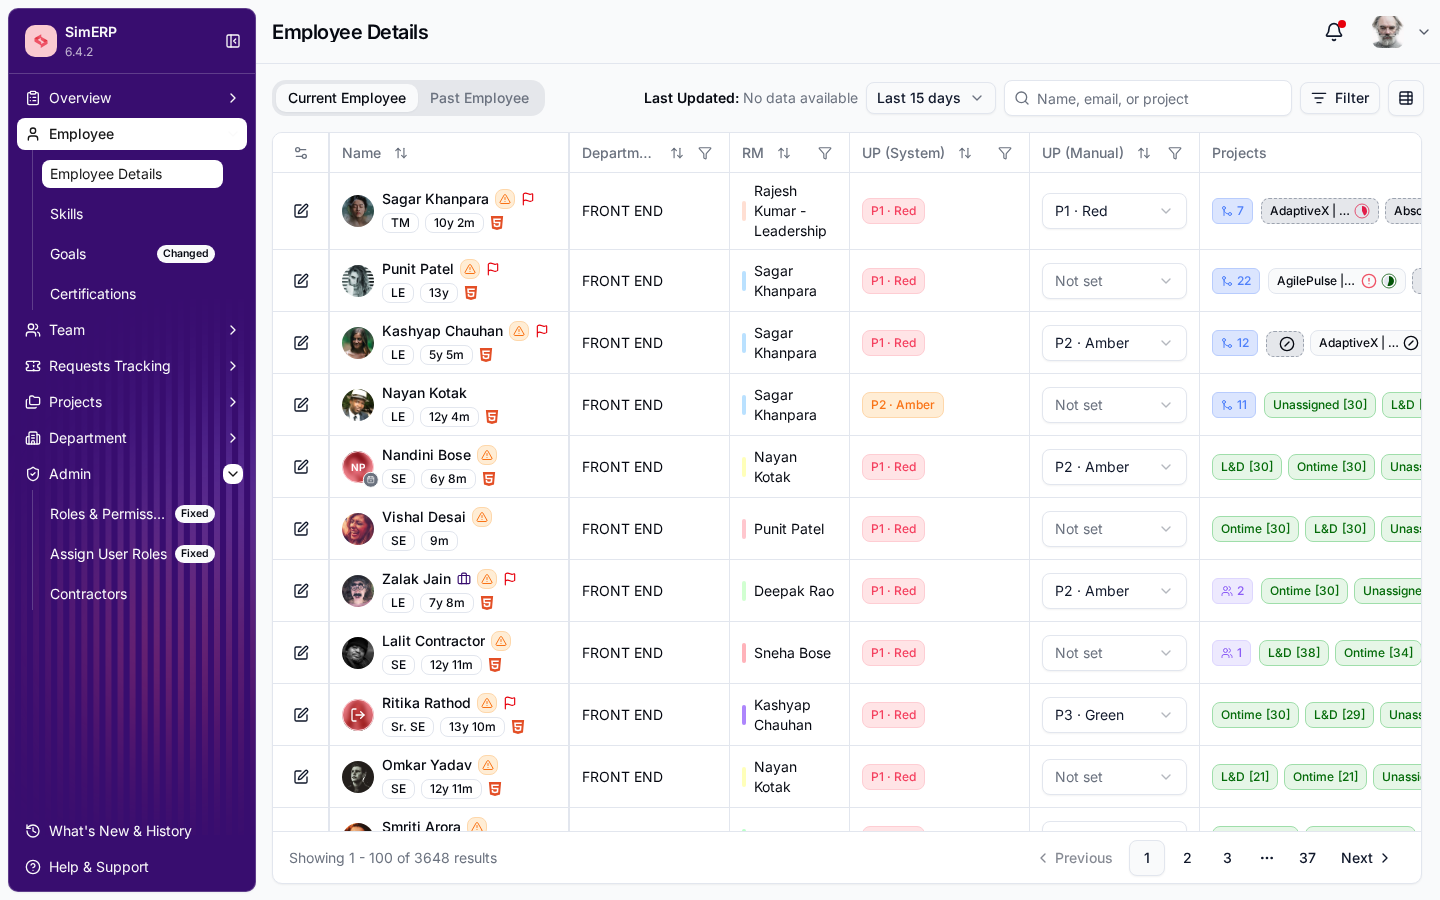 SimERP
6.4.2
Overview
Employee
Employee Details
Skills
Goals
Changed
Certifications
Team
Requests Tracking
Projects
Department
Admin
Roles & Permiss...
Fixed
Assign User Roles
Fixed
Contractors
What's New & History
Help & Support
Employee Details
Current Employee
Past Employee
Last Updated: No data available
Last 15 days
Name, email, or project
Filter
Name
Departm...
RM
UP (System)
UP (Manual)
Projects
Sagar Khanpara
TM
10y 2m
FRONT END
Rajesh
Kumar -
Leadership
P1 · Red
P1 · Red
7
AdaptiveX | ...
Absc
Punit Patel
LE
13y
FRONT END
Sagar
Khanpara
P1 · Red
Not set
22
AgilePulse |...
Kashyap Chauhan
LE
5y 5m
FRONT END
Sagar
Khanpara
P1 · Red
P2 · Amber
12
AdaptiveX | ...
Nayan Kotak
LE
12y 4m
FRONT END
Sagar
Khanpara
P2 · Amber
Not set
11
Unassigned [30]
L&D [
NP
Nandini Bose
SE
6y 8m
FRONT END
Nayan
Kotak
P1 · Red
P2 · Amber
L&D [30]
Ontime [30]
Unass
Vishal Desai
SE
9m
FRONT END
Punit Patel
P1 · Red
Not set
Ontime [30]
L&D [30]
Unass
Zalak Jain
LE
7y 8m
FRONT END
Deepak Rao
P1 · Red
P2 · Amber
2
Ontime [30]
Unassigne
Lalit Contractor
SE
12y 11m
FRONT END
Sneha Bose
P1 · Red
Not set
1
L&D [38]
Ontime [34]
Ritika Rathod
Sr. SE
13y 10m
FRONT END
Kashyap
Chauhan
P1 · Red
P3 · Green
Ontime [30]
L&D [29]
Unass
Omkar Yadav
SE
12y 11m
FRONT END
Nayan
Kotak
P1 · Red
Not set
L&D [21]
Ontime [21]
Unassi
Smriti Arora
Showing 1 - 100 of 3648 results
Previous
1
2
3
•••
37
Next